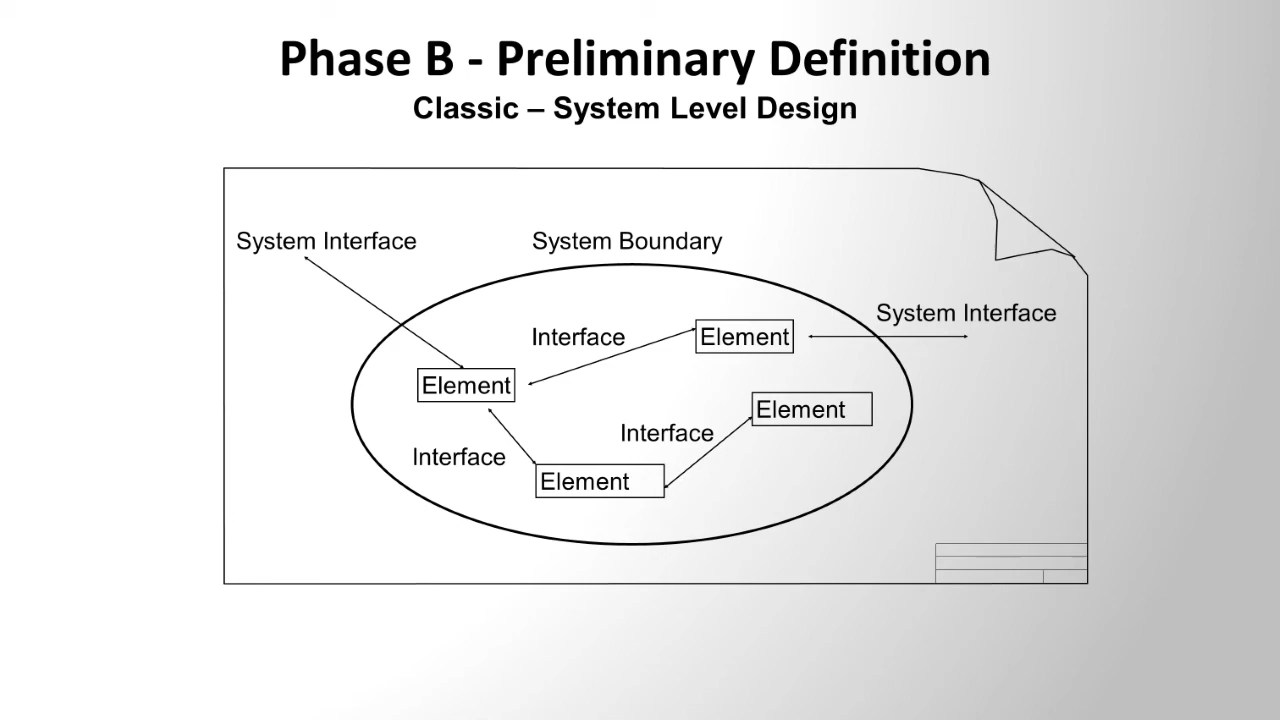 Phase B - Preliminary Definition
Classic – System Level Design
System Interface
System Boundary
System Interface
Interface
Element
Element
Element
Interface
Interface
Element